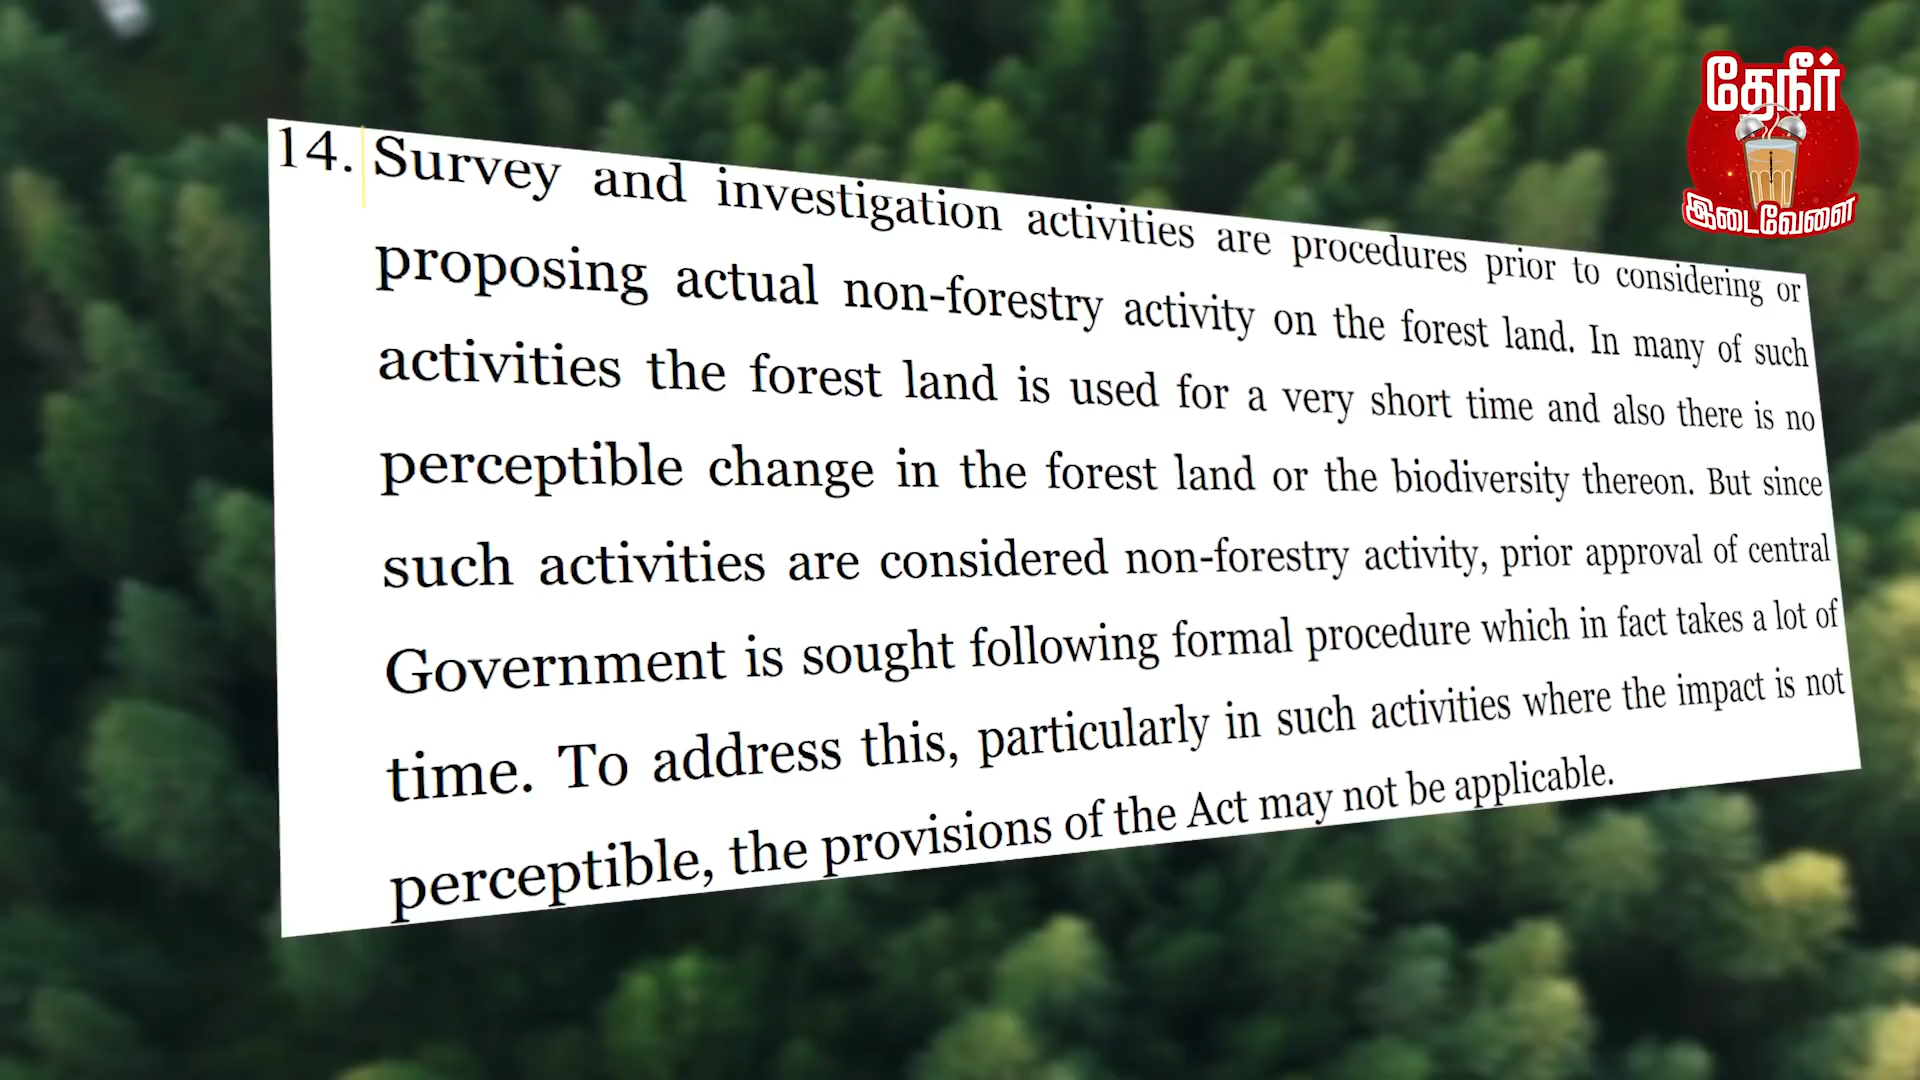 தேநீர்
இடைவேளை
14. Survey and investigation activities are procedures prior to considering or
proposing actual non-forestry activity on the forest land. In many of such
activities the forest land is used for a very short time and also there is no
perceptible change in the forest land or the biodiversity thereon. But since
such activities are considered non-forestry activity, prior approval of central
Government is sought following formal procedure which in fact takes a lot of
time. To address this, particularly in such activities where the impact is not
perceptible, the provisions of the Act may not be applicable.